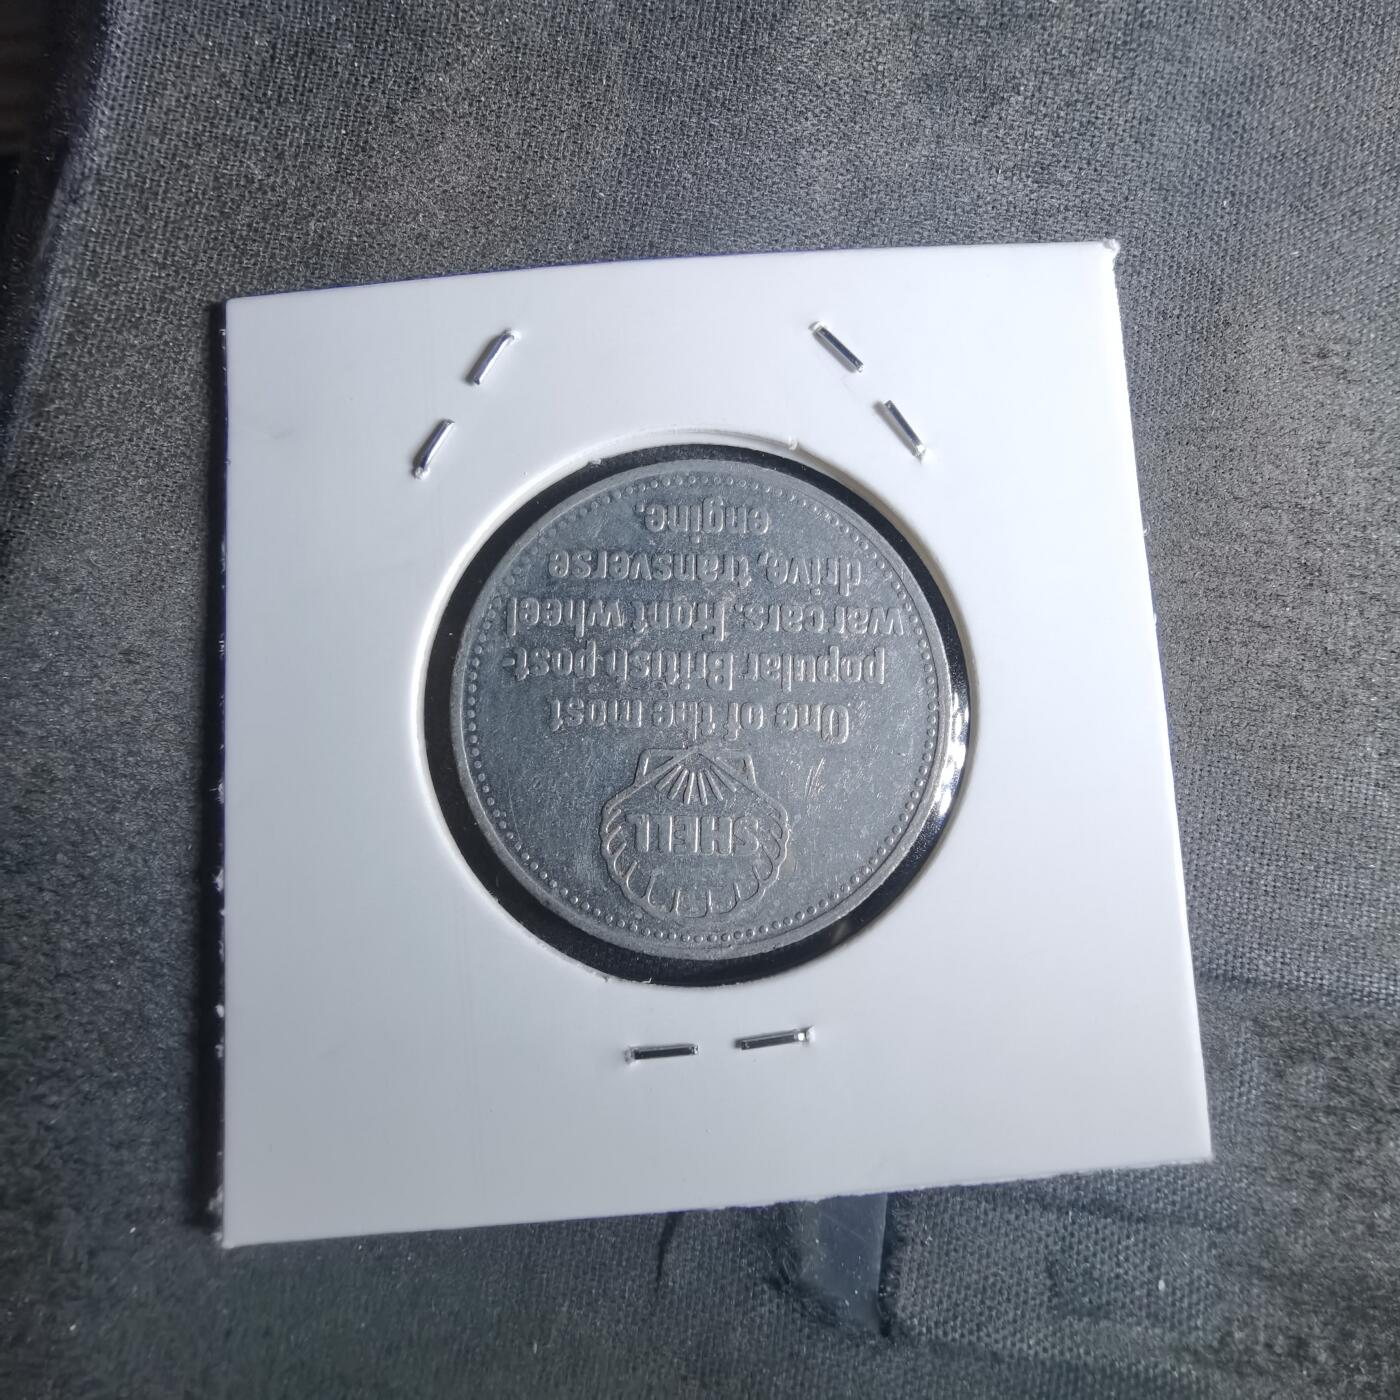 SHELL
One of the most
popular British post-
war cars, front wheel
drive, transverse
engine.